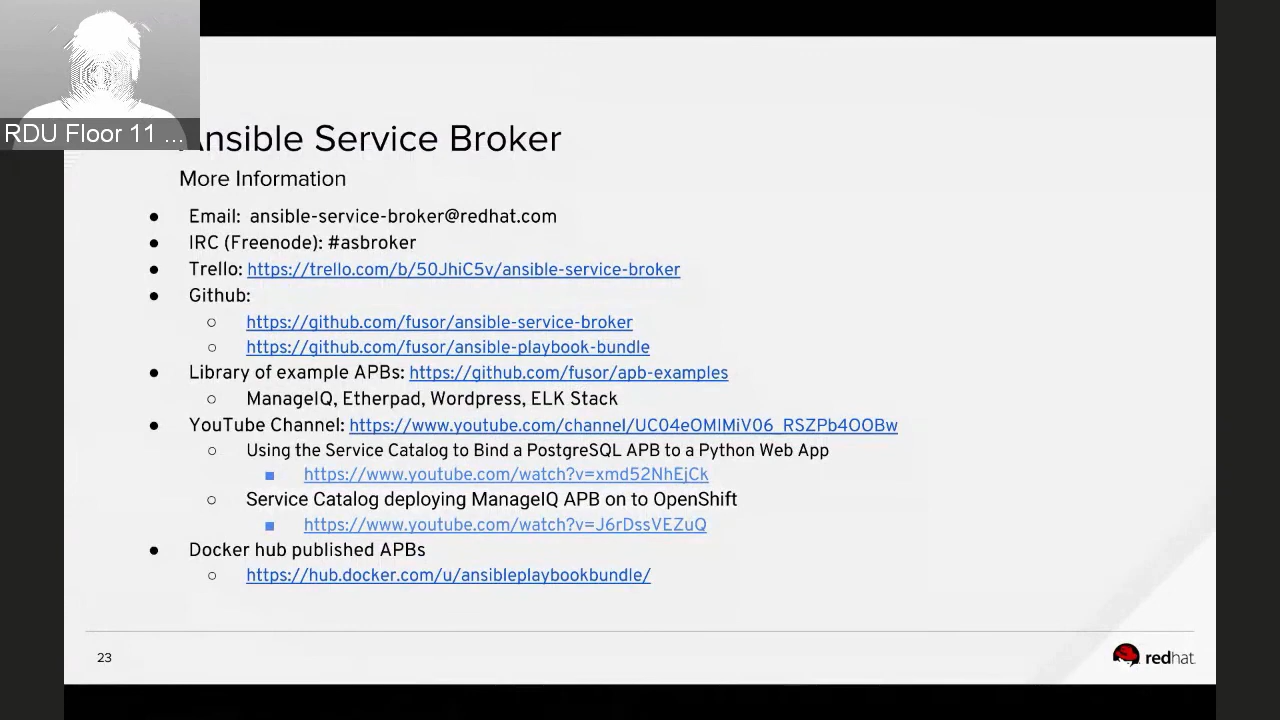 RDU Floor 11 ...
Ansible Service Broker
More Information
● Email: ansible-service-broker@redhat.com
● IRC (Freenode): #asbroker
● Trello: https://trello.com/b/50JhiC5v/ansible-service-broker
● Github:
○ https://github.com/fusor/ansible-service-broker
○ https://github.com/fusor/ansible-playbook-bundle
● Library of example APBs: https://github.com/fusor/apb-examples
○ ManageIQ, Etherpad, Wordpress, ELK Stack
● YouTube Channel: https://www.youtube.com/channel/UC04eOMIMiV06_RSZPb4OOBw
○ Using the Service Catalog to Bind a PostgreSQL APB to a Python Web App
■ https://www.youtube.com/watch?v=xmd52NhEjCk
○ Service Catalog deploying ManageIQ APB on to OpenShift
■ https://www.youtube.com/watch?v=J6rDssVEZuQ
● Docker hub published APBs
○ https://hub.docker.com/u/ansibleplaybookbundle/
23
redhat.